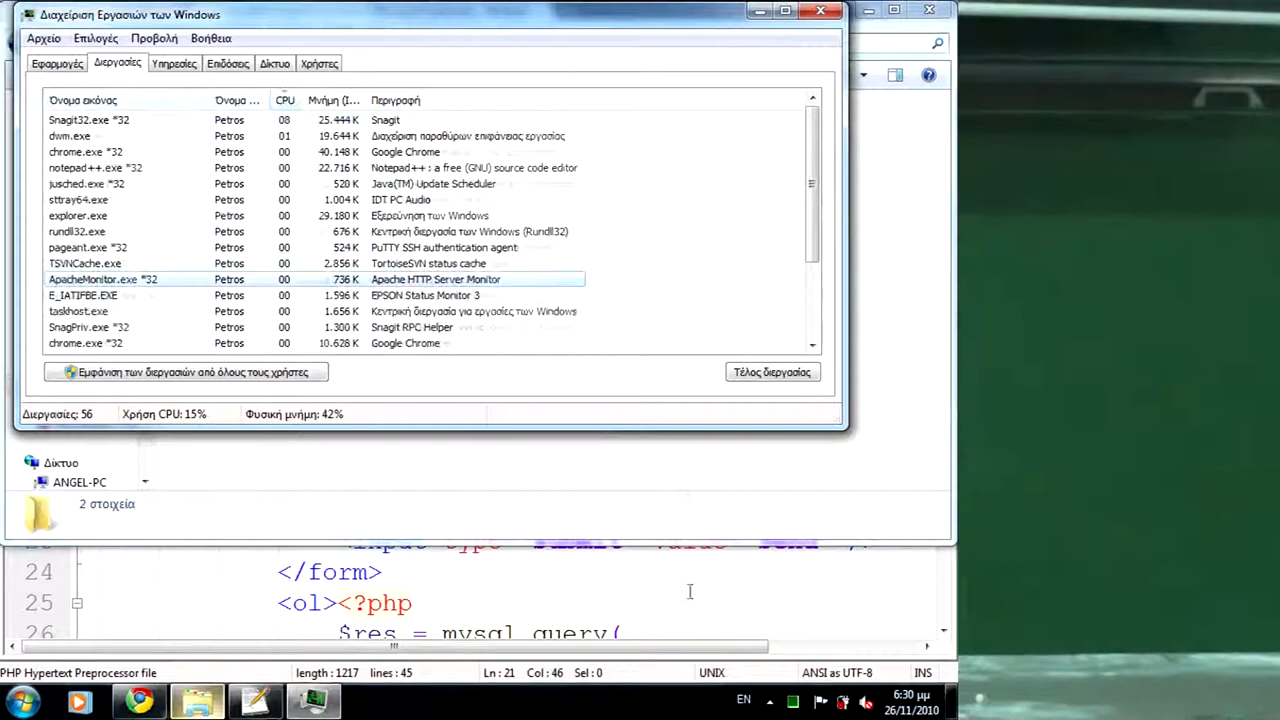 Διαχείριση Εργασιών των Windows
Αρχείο Επιλογές Προβολή Βοήθεια
Εφαρμογές Διεργασίες Υπηρεσίες Επιδόσεις Δίκτυο Χρήστες
Όνομα εικόνας Όνομα ... CPU Μνήμη (Ι... Περιγραφή
Snagit32.exe *32 Petros 08 25.444 K Snagit
dwm.exe Petros 01 19.644 K Διαχείριση παραθύρων επιφάνειας εργασίας
chrome.exe *32 Petros 00 40.148 K Google Chrome
notepad++.exe *32 Petros 00 22.716 K Notepad++ : a free (GNU) source code editor
jusched.exe *32 Petros 00 520 K Java(TM) Update Scheduler
sttray64.exe Petros 00 1.004 K IDT PC Audio
explorer.exe Petros 00 29.180 K Εξερεύνηση των Windows
rundll32.exe Petros 00 676 K Κεντρική διεργασία των Windows (Rundll32)
pageant.exe *32 Petros 00 524 K PuTTY SSH authentication agent
TSVNCache.exe Petros 00 2.856 K TortoiseSVN status cache
ApacheMonitor.exe *32 Petros 00 736 K Apache HTTP Server Monitor
E_IATIFBE.EXE Petros 00 1.596 K EPSON Status Monitor 3
taskhost.exe Petros 00 1.656 K Κεντρική διεργασία για εργασίες των Windows
SnagPriv.exe *32 Petros 00 1.300 K Snagit RPC Helper
chrome.exe *32 Petros 00 10.628 K Google Chrome
Εμφάνιση των διεργασιών από όλους τους χρήστες Τέλος διεργασίας
Διεργασίες: 56 Χρήση CPU: 15% Φυσική μνήμη: 42%
Δίκτυο
ANGEL-PC
2 στοιχεία
24 </form>
25 <ol><?php
26 $res = mysql_query(
PHP Hypertext Preprocessor file length : 1217 lines : 45 Ln : 21 Col : 46 Sel : 0 UNIX ANSI as UTF-8 INS
EN 6:30 μμ
26/11/2010